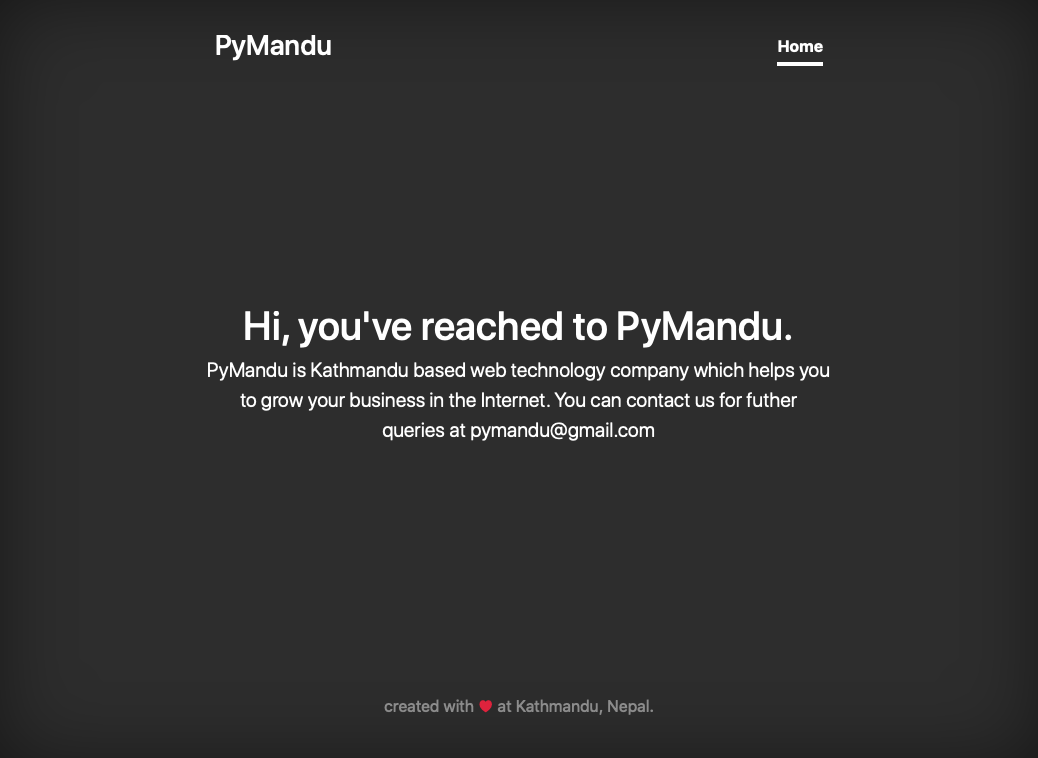 PyMandu
Home
Hi, you've reached to PyMandu.
PyMandu is Kathmandu based web technology company which helps you
to grow your business in the Internet. You can contact us for futher
queries at pymandu@gmail.com
created with ❤ at Kathmandu, Nepal.